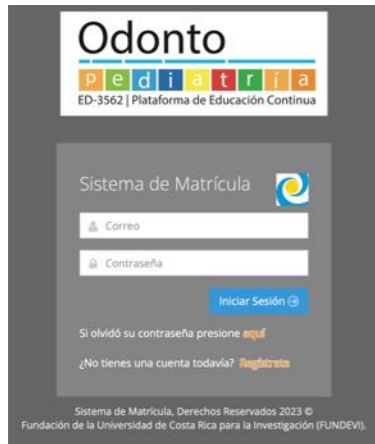 Odonto
pediatría
ED-3562 | Plataforma de Educación Continua
Sistema de Matrícula
Correo
Contraseña
Iniciar Sesión
Si olvidó su contraseña presione aquí
¿No tienes una cuenta todavía? Regístrate
Sistema de Matrícula, Derechos Reservados 2023 ©
Fundación de la Universidad de Costa Rica para la Investigación (FUNDEVI).